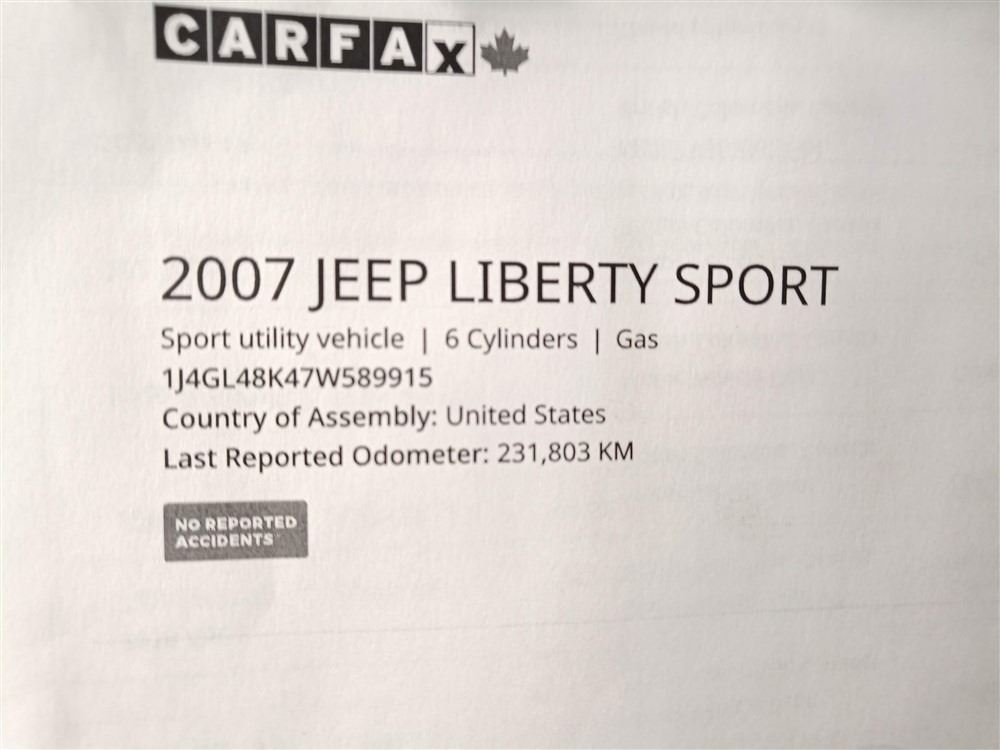 CARFAX
2007 JEEP LIBERTY SPORT
Sport utility vehicle | 6 Cylinders | Gas
1J4GL48K47W589915
Country of Assembly: United States
Last Reported Odometer: 231,803 KM
NO REPORTED
ACCIDENTS